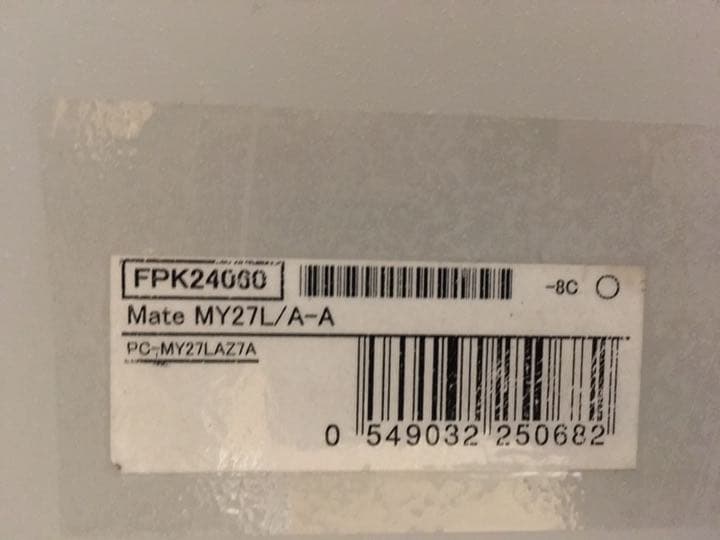 FPK24060 -8C
Mate MY27L/A-A
PC-MY27LAZ7A
0 549032 250682